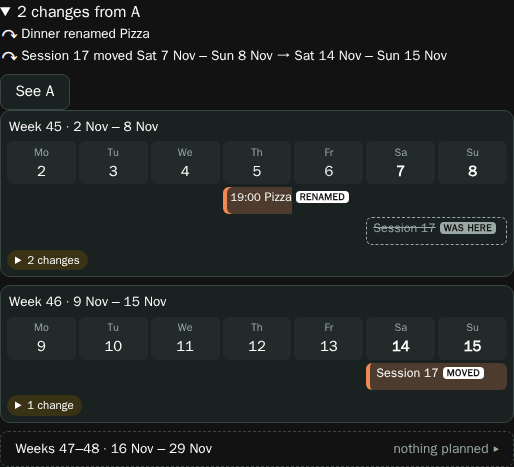 ▼ 2 changes from A
↷ Dinner renamed Pizza
↷ Session 17 moved Sat 7 Nov – Sun 8 Nov → Sat 14 Nov – Sun 15 Nov
See A
Week 45 · 2 Nov – 8 Nov
Mo Tu We Th Fr Sa Su
2 3 4 5 6 7 8
19:00 Pizza RENAMED
Session 17 WAS HERE
▶ 2 changes
Week 46 · 9 Nov – 15 Nov
Mo Tu We Th Fr Sa Su
9 10 11 12 13 14 15
Session 17 MOVED
▶ 1 change
Weeks 47–48 · 16 Nov – 29 Nov nothing planned ▸